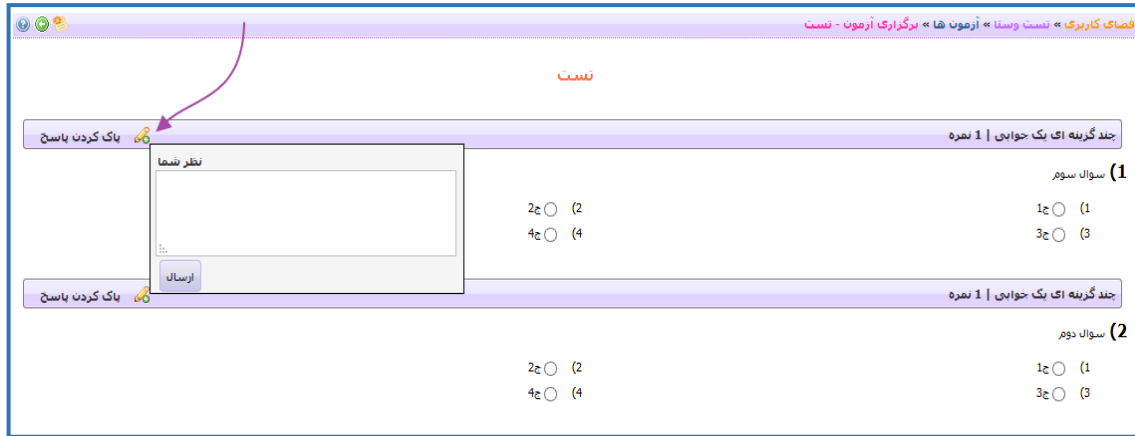 فضای کاربری » تست وستا » آزمون ها » برگزاری آزمون - تست
تست
چند گزینه ای یک جوابی | 1 نمره
پاک کردن پاسخ
نظر شما
ارسال
1) سوال سوم
1) ج1
2) ج2
3) ج3
4) ج4
چند گزینه ای یک جوابی | 1 نمره
پاک کردن پاسخ
2) سوال دوم
1) ج1
2) ج2
3) ج3
4) ج4